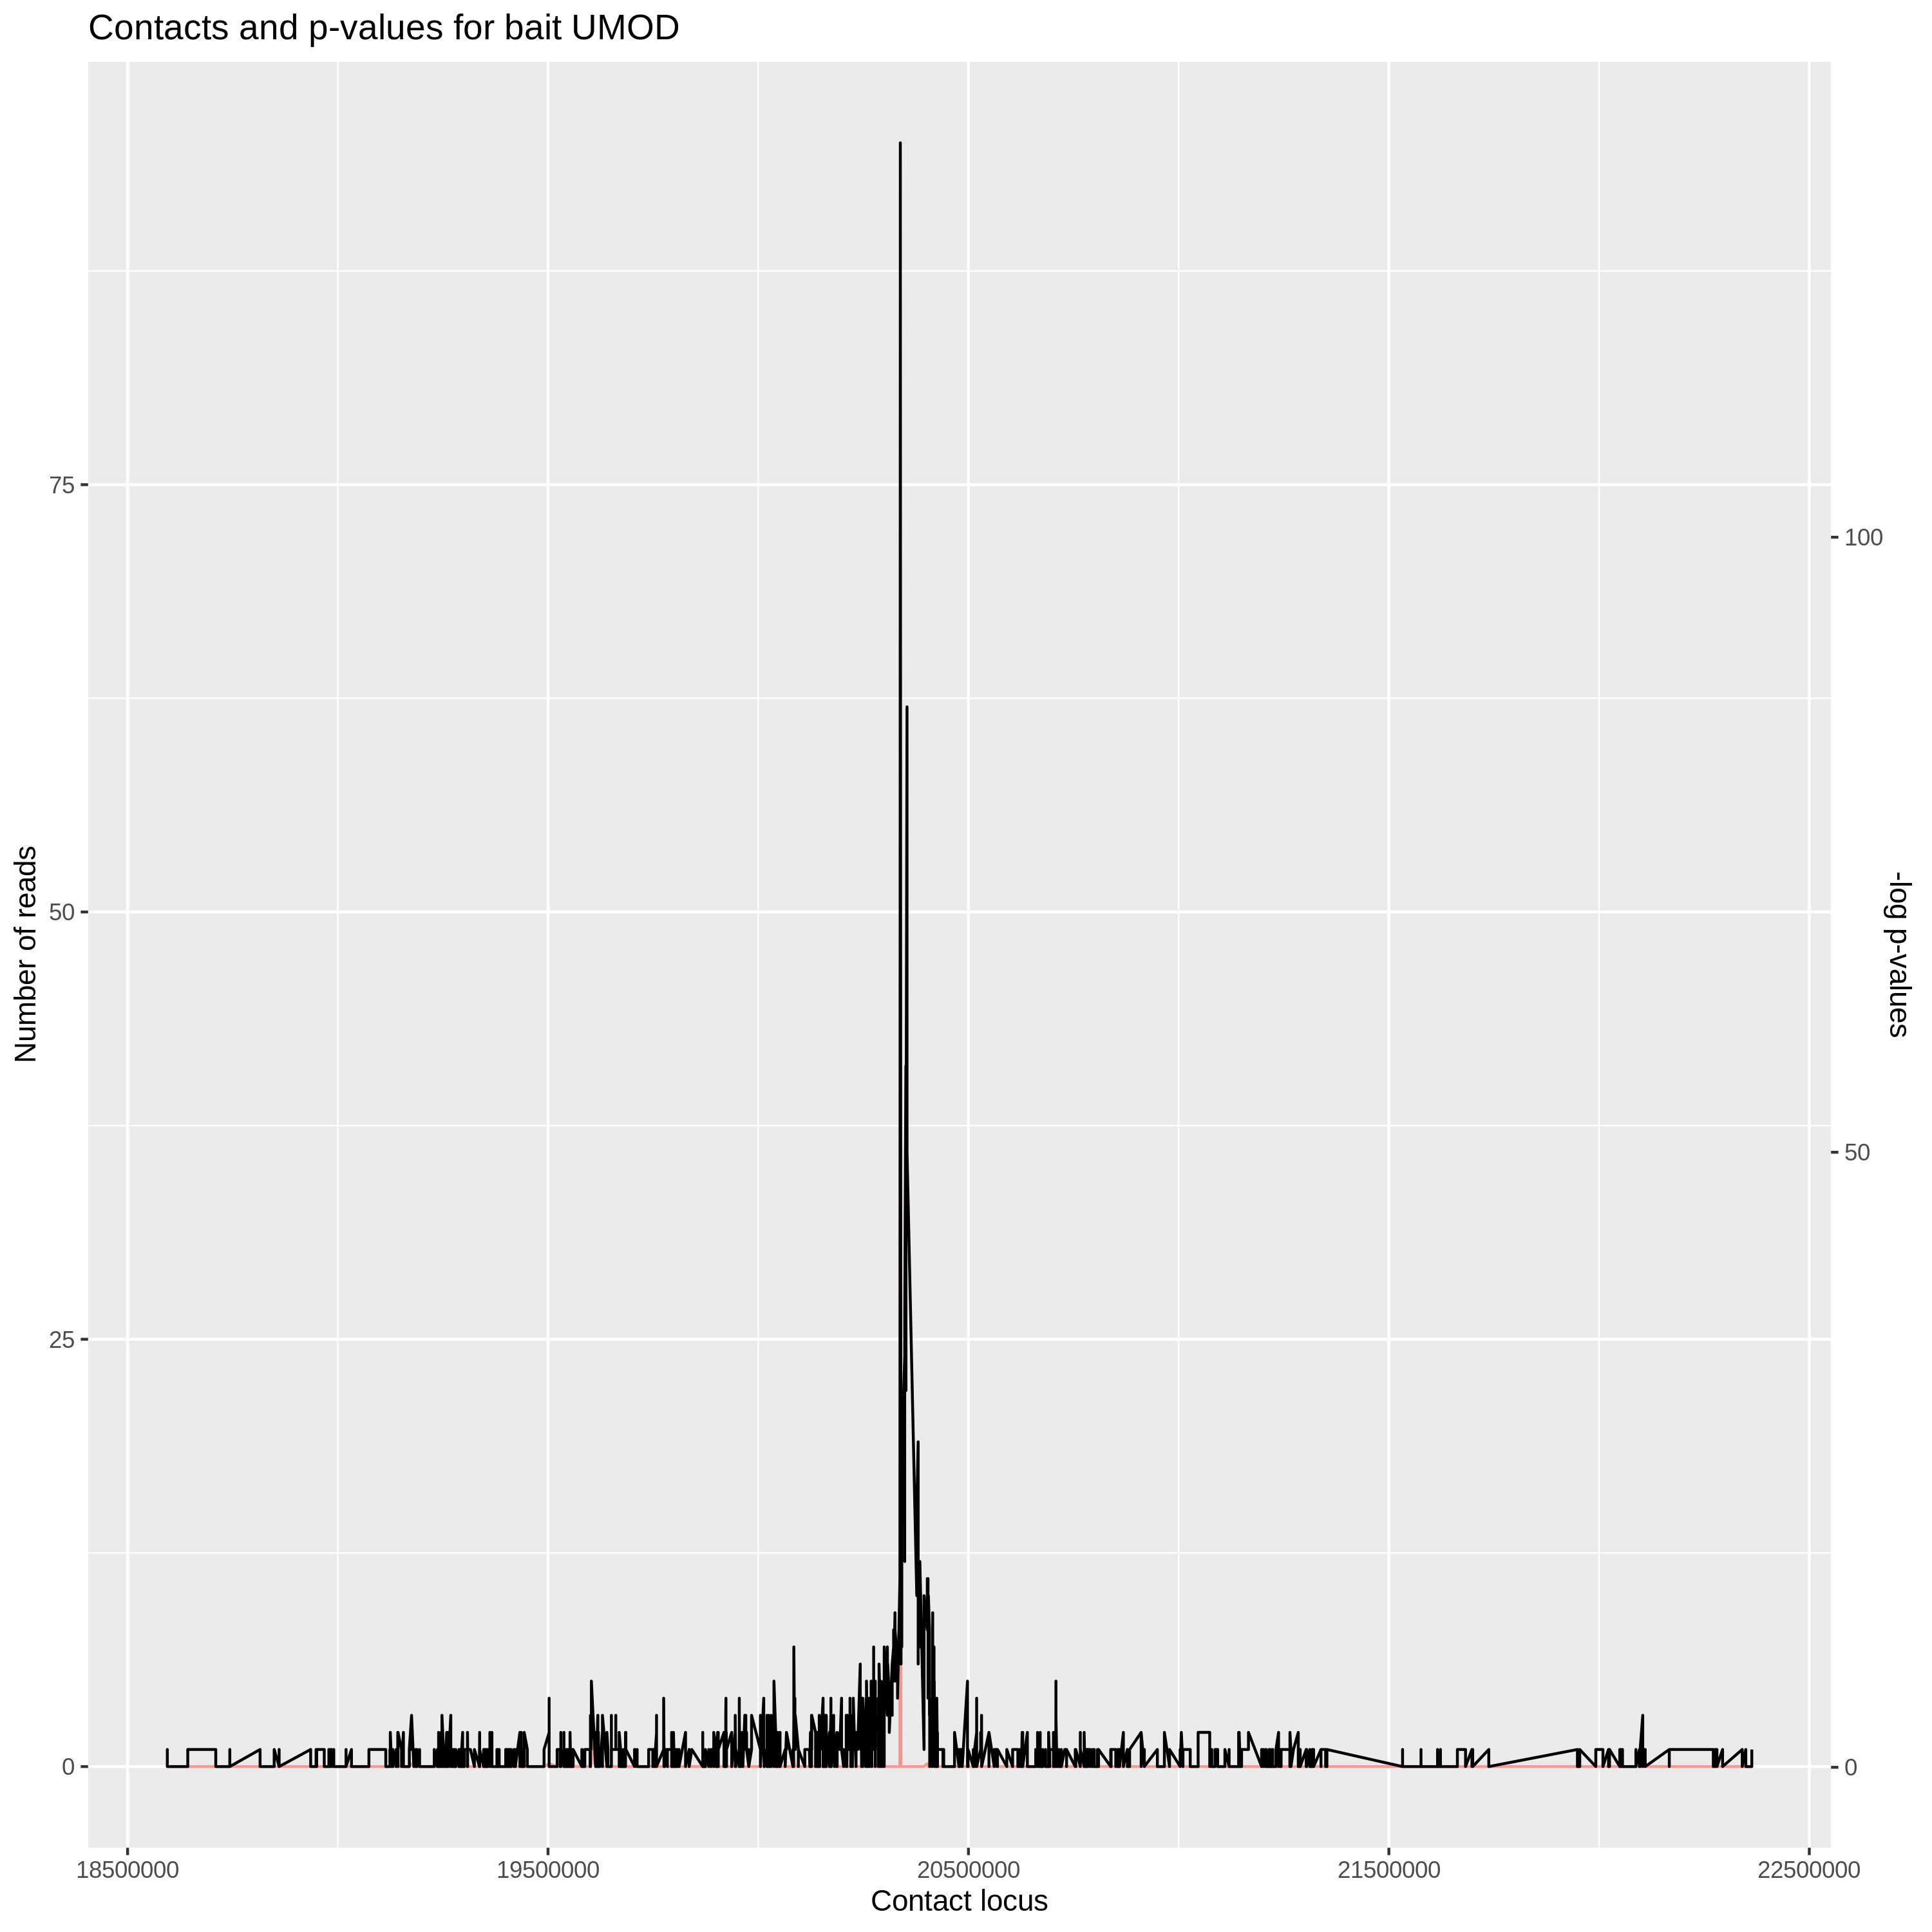 Contacts and p-values for bait UMOD
Number of reads
75
50
25
0
100
50
0
-log p-values
18500000 19500000 20500000 21500000 22500000
Contact locus